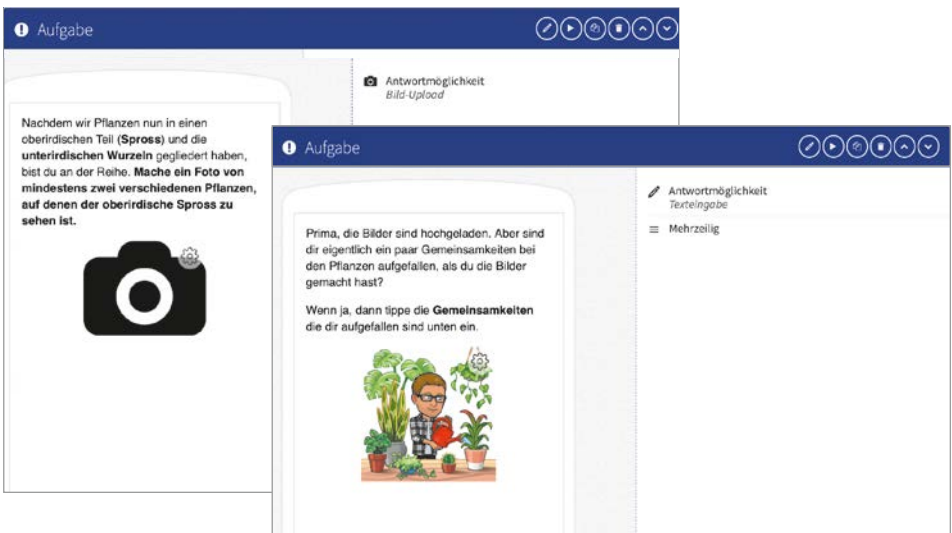 Aufgabe
Antwortmöglichkeit
Bild-Upload
Nachdem wir Pflanzen nun in einen
oberirdischen Teil (Spross) und die
unterirdischen Wurzeln gegliedert haben,
bist du an der Reihe. Mache ein Foto von
mindestens zwei verschiedenen Pflanzen,
auf denen der oberirdische Spross zu
sehen ist.
Aufgabe
Antwortmöglichkeit
Texteingabe
Mehrzeilig
Prima, die Bilder sind hochgeladen. Aber sind
dir eigentlich ein paar Gemeinsamkeiten bei
den Pflanzen aufgefallen, als du die Bilder
gemacht hast?
Wenn ja, dann tippe die Gemeinsamkeiten
die dir aufgefallen sind unten ein.